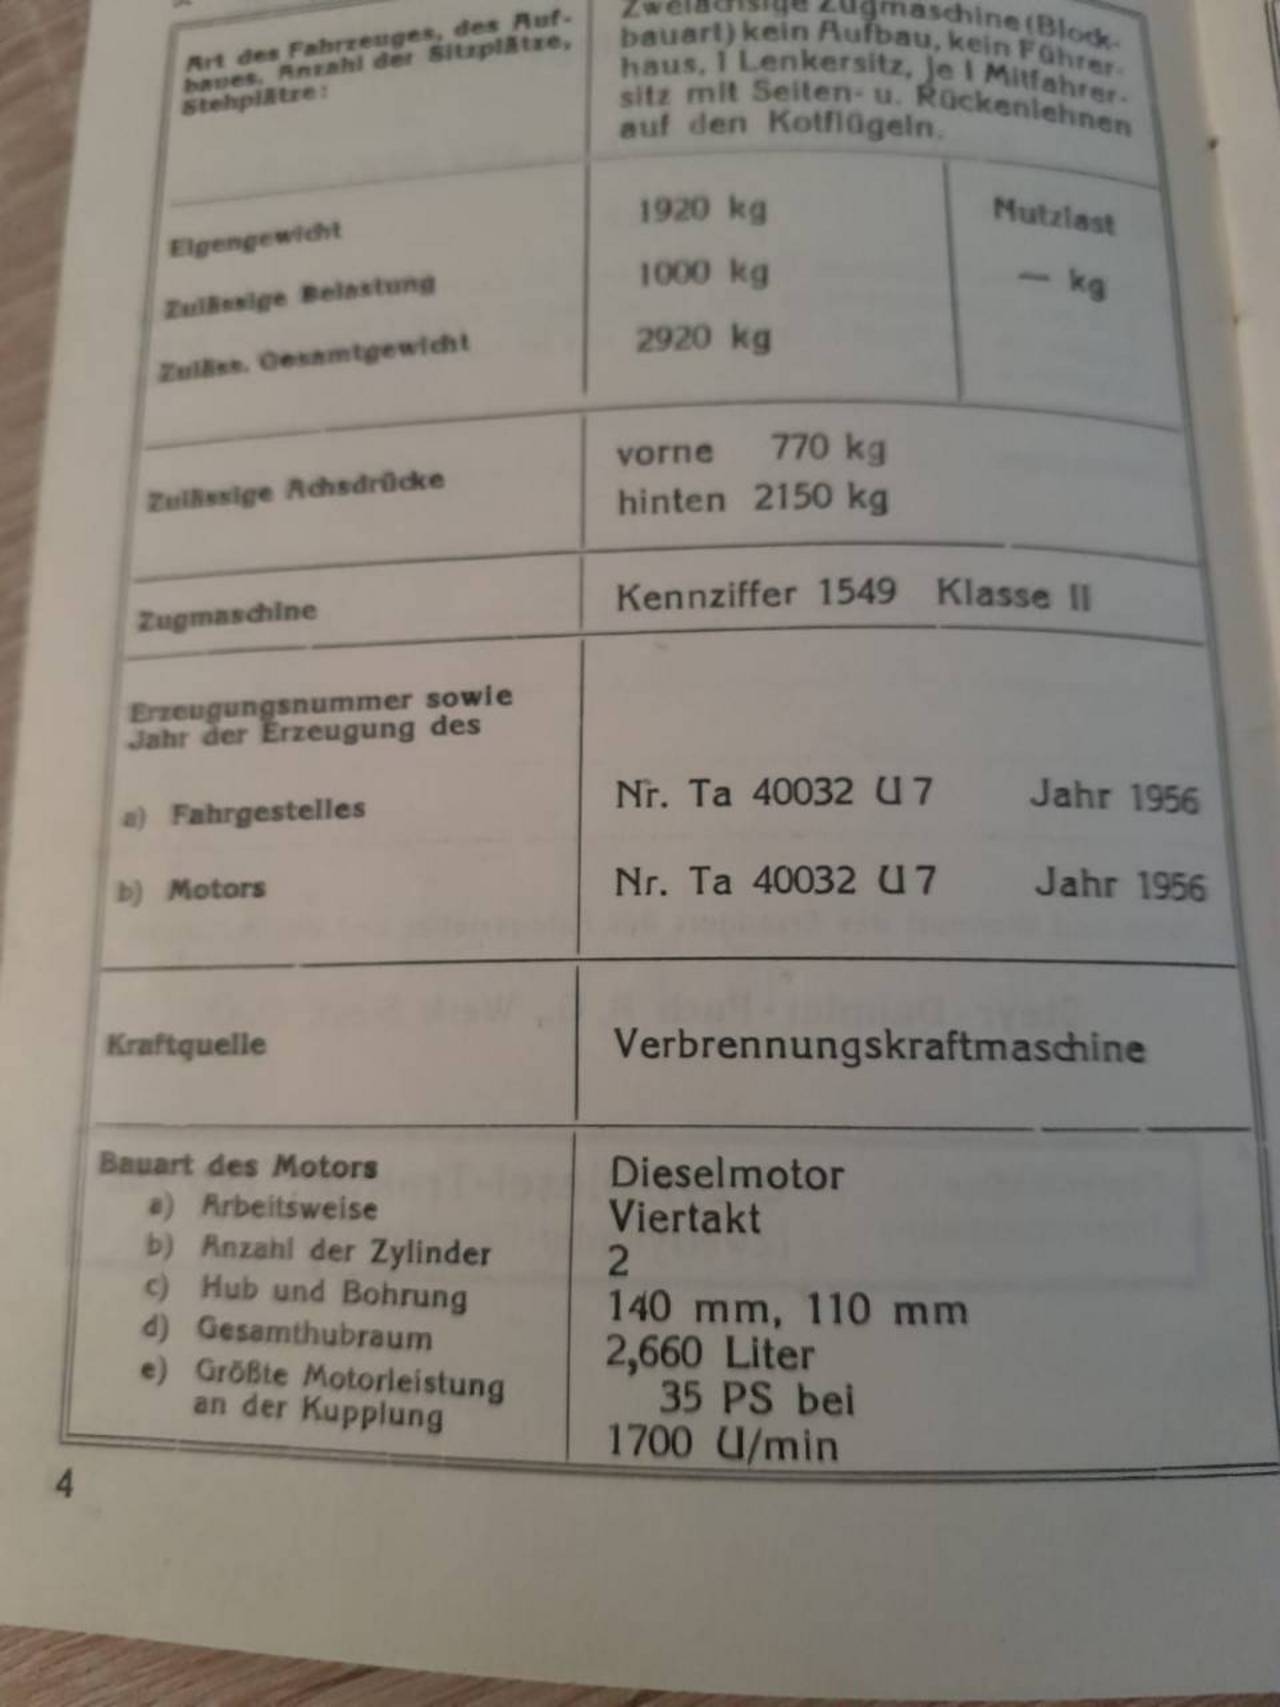 Art des Fahrzeuges, des Auf-
baues, Anzahl der Sitzplätze,
Stehplätze:
Zweiachsige Zugmaschine (Block-
bauart) kein Aufbau, kein Führer-
haus, 1 Lenkersitz, je 1 Mitfahrer-
sitz mit Seiten- u. Rückenlehnen
auf den Kotflügeln.
Eigengewicht 1920 kg Nutzlast
Zulässige Belastung 1000 kg — kg
Zuläss. Gesamtgewicht 2920 kg
Zulässige Achsdrücke
vorne 770 kg
hinten 2150 kg
Zugmaschine Kennziffer 1549 Klasse II
Erzeugungsnummer sowie
Jahr der Erzeugung des
a) Fahrgestelles Nr. Ta 40032 U 7 Jahr 1956
b) Motors Nr. Ta 40032 U 7 Jahr 1956
Kraftquelle Verbrennungskraftmaschine
Bauart des Motors Dieselmotor
a) Arbeitsweise Viertakt
b) Anzahl der Zylinder 2
c) Hub und Bohrung 140 mm, 110 mm
d) Gesamthubraum 2,660 Liter
e) Größte Motorleistung 35 PS bei
an der Kupplung 1700 U/min
4